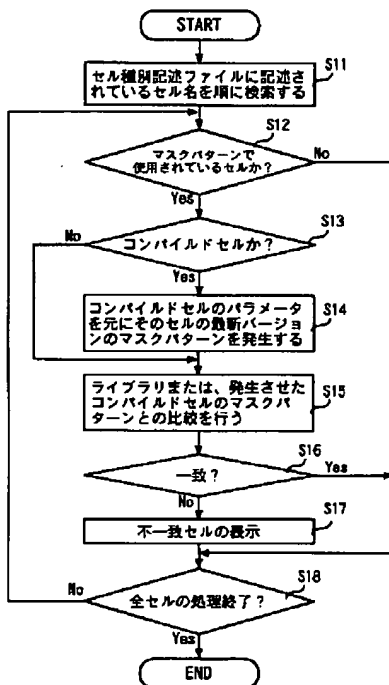 START
S11
セル種別記述ファイルに記述
されているセル名を順に検索する
S12
マスクパターンで
使用されているセルか?
No
Yes
S13
No
コンパイルドセルか?
Yes
S14
コンパイルドセルのパラメータ
を元にそのセルの最新バージョ
ンのマスクパターンを発生する
S15
ライブラリまたは、発生させた
コンパイルドセルのマスクパ
ターンとの比較を行う
S16
一致?
Yes
No
S17
不一致セルの表示
S18
No
全セルの処理終了?
Yes
END